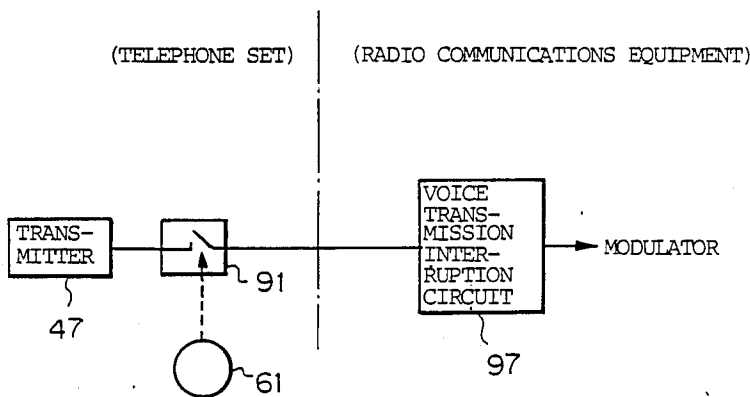 (TELEPHONE SET)
(RADIO COMMUNICATIONS EQUIPMENT)
TRANS-
MITTER
47
91
61
VOICE
TRANS-
MISSION
INTER-
RUPTION
CIRCUIT
97
MODULATOR